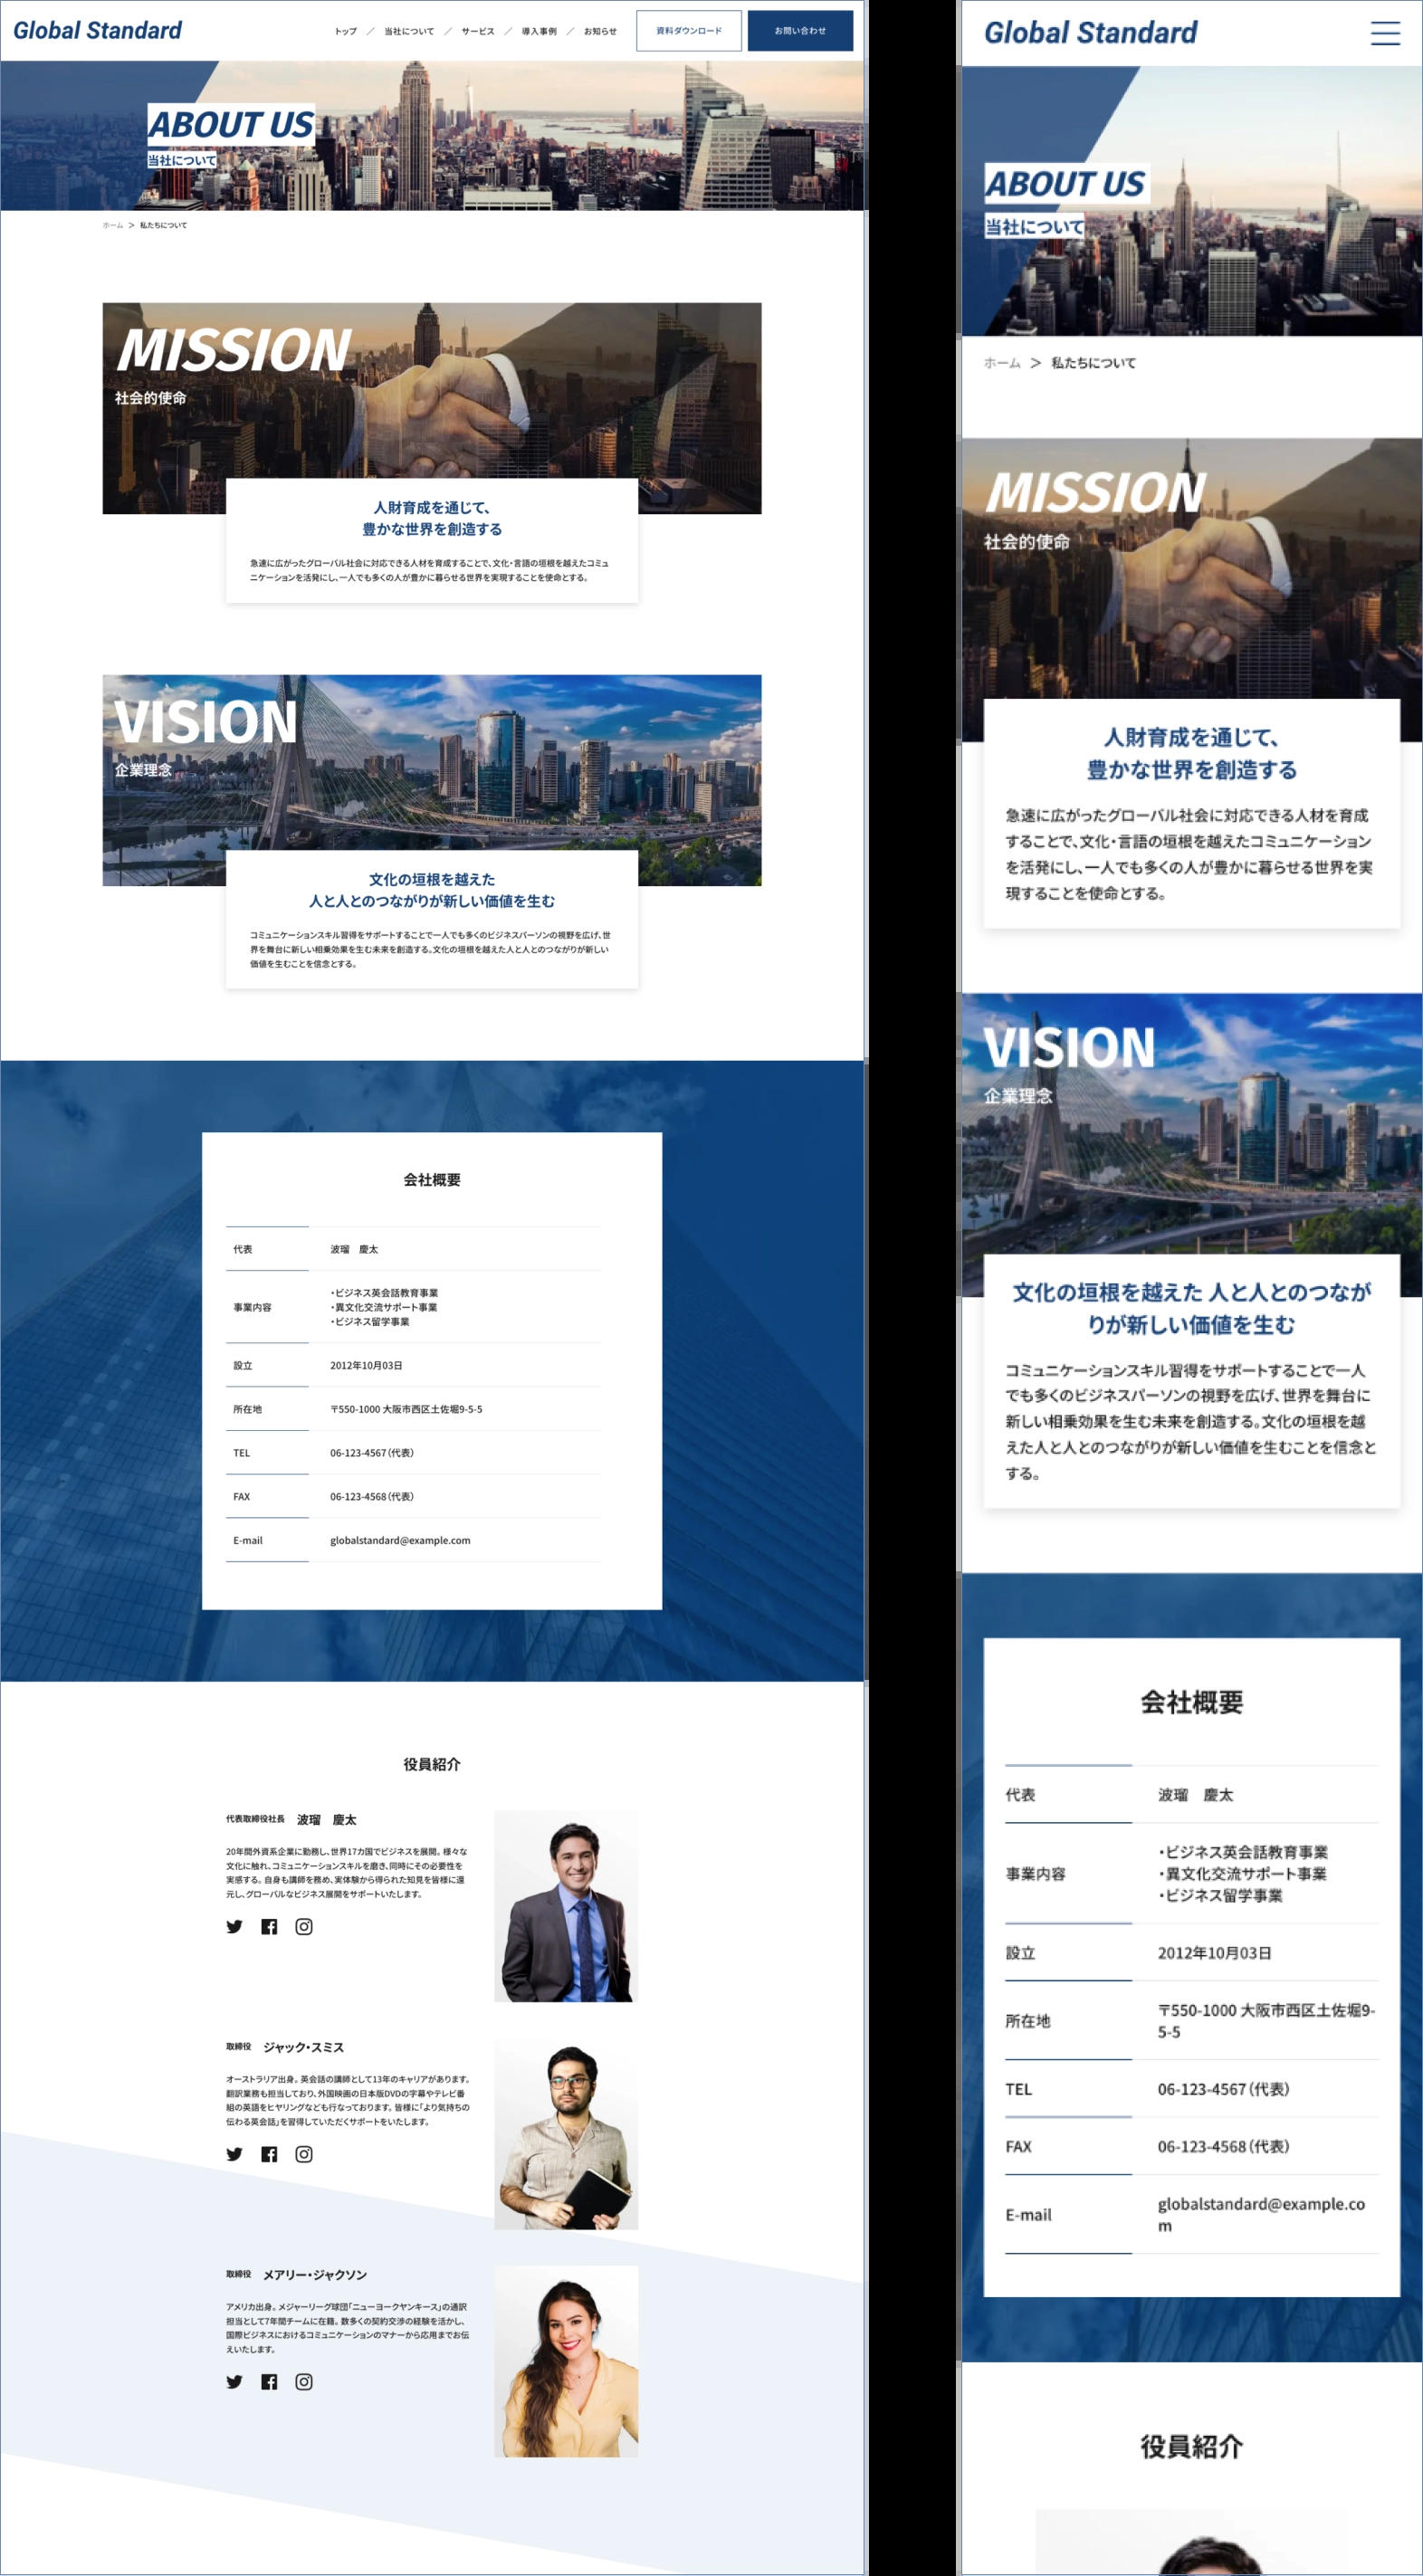 Global Standard
トップ ／ 当社について ／ サービス ／ 導入事例 ／ お知らせ
資料ダウンロード
お問い合わせ
ABOUT US
当社について
ホーム ＞ 私たちについて
MISSION
社会的使命
人財育成を通じて、
豊かな世界を創造する
急速に広がったグローバル社会に対応できる人材を育成することで、文化・言語の垣根を越えたコミュ
ニケーションを活発にし、一人でも多くの人が豊かに暮らせる世界を実現することを使命とする。
VISION
企業理念
文化の垣根を越えた
人と人とのつながりが新しい価値を生む
コミュニケーションスキル習得をサポートすることで一人でも多くのビジネスパーソンの視野を広げ、世
界を舞台に新しい相乗効果を生む未来を創造する。文化の垣根を越えた人と人とのつながりが新しい
価値を生むことを信念とする。
会社概要
代表 波瑠　慶太
事業内容
・ビジネス英会話教育事業
・異文化交流サポート事業
・ビジネス留学事業
設立 2012年10月03日
所在地 〒550-1000 大阪市西区土佐堀9-5-5
TEL 06-123-4567（代表）
FAX 06-123-4568（代表）
E-mail globalstandard@example.com
役員紹介
代表取締役社長 波瑠　慶太
20年間外資系企業に勤務し、世界17カ国でビジネスを展開。様々な
文化に触れ、コミュニケーションスキルを磨き、同時にその必要性を
実感する。自身も講師を務め、実体験から得られた知見を皆様に還
元し、グローバルなビジネス展開をサポートいたします。
取締役 ジャック・スミス
オーストラリア出身。英会話の講師として13年のキャリアがあります。
翻訳業務も担当しており、外国映画の日本版DVDの字幕やテレビ番
組の英語をヒヤリングなども行なっております。皆様に「より気持ちの
伝わる英会話」を習得していただくサポートをいたします。
取締役 メアリー・ジャクソン
アメリカ出身。メジャーリーグ球団「ニューヨークヤンキース」の通訳
担当として7年間チームに在籍。数多くの契約交渉の経験を活かし、
国際ビジネスにおけるコミュニケーションのマナーから応用までお伝
えいたします。
Global Standard
ABOUT US
当社について
ホーム ＞ 私たちについて
MISSION
社会的使命
人財育成を通じて、
豊かな世界を創造する
急速に広がったグローバル社会に対応できる人材を育成
することで、文化・言語の垣根を越えたコミュニケーション
を活発にし、一人でも多くの人が豊かに暮らせる世界を実
現することを使命とする。
VISION
企業理念
文化の垣根を越えた 人と人とのつなが
りが新しい価値を生む
コミュニケーションスキル習得をサポートすることで一人
でも多くのビジネスパーソンの視野を広げ、世界を舞台に
新しい相乗効果を生む未来を創造する。文化の垣根を越
えた人と人とのつながりが新しい価値を生むことを信念と
する。
会社概要
代表 波瑠　慶太
事業内容
・ビジネス英会話教育事業
・異文化交流サポート事業
・ビジネス留学事業
設立 2012年10月03日
所在地 〒550-1000 大阪市西区土佐堀9-
5-5
TEL 06-123-4567（代表）
FAX 06-123-4568（代表）
E-mail globalstandard@example.co
m
役員紹介